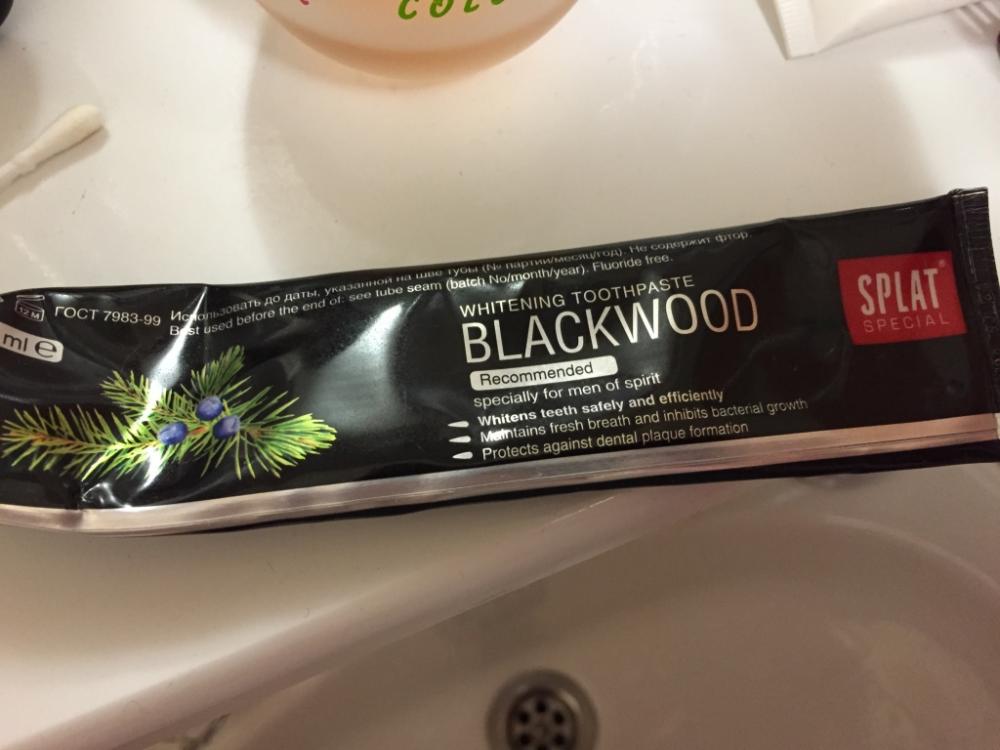 COLO
ГОСТ 7983-99
12 M
ml e
Использовать до даты, указанной на шве тубы (№ партии/месяц/год). Не содержит фтор.
Best used before the end of: see tube seam (batch No/month/year). Fluoride free.
WHITENING TOOTHPASTE
BLACKWOOD
Recommended
specially for men of spirit
Whitens teeth safely and efficiently
Maintains fresh breath and inhibits bacterial growth
Protects against dental plaque formation
SPLAT®
SPECIAL